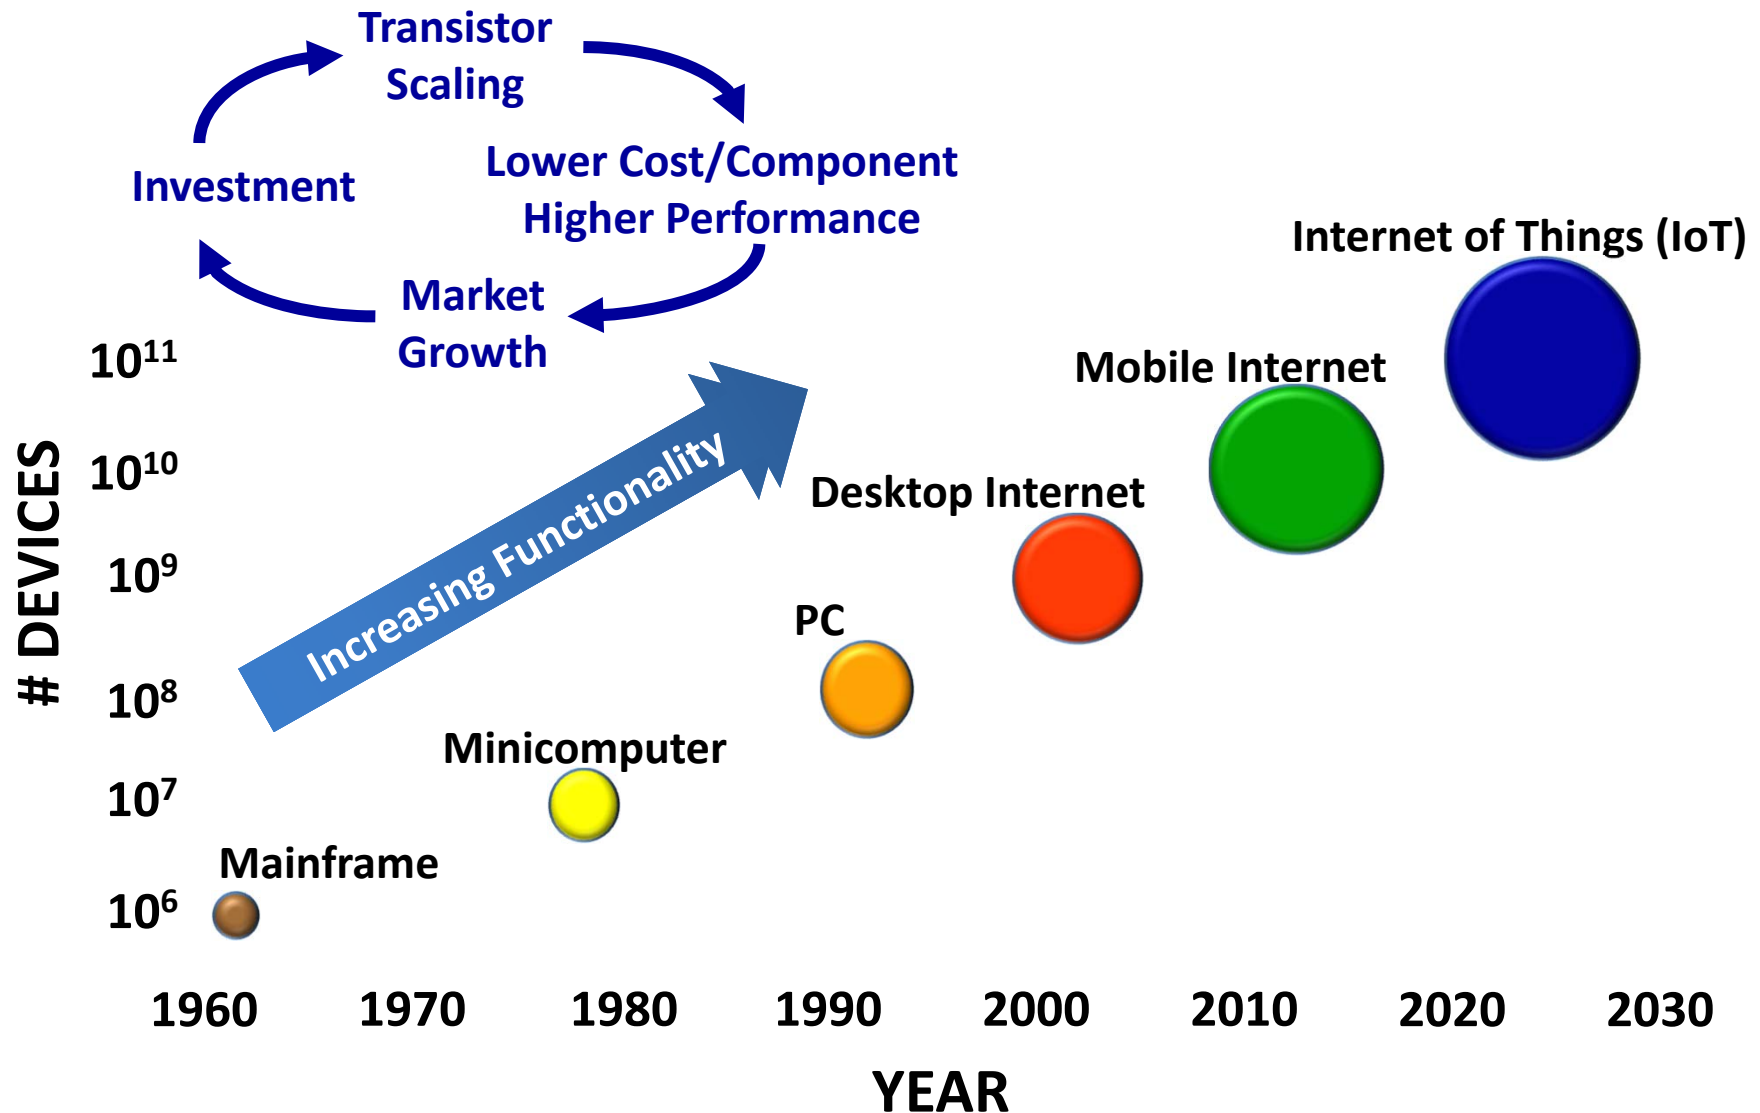 Transistor
Scaling
Investment
Lower Cost/Component
Higher Performance
Market
Growth
Internet of Things (IoT)
Mobile Internet
Desktop Internet
PC
Minicomputer
Mainframe
Increasing Functionality
# DEVICES
10¹¹
10¹⁰
10⁹
10⁸
10⁷
10⁶
1960 1970 1980 1990 2000 2010 2020 2030
YEAR